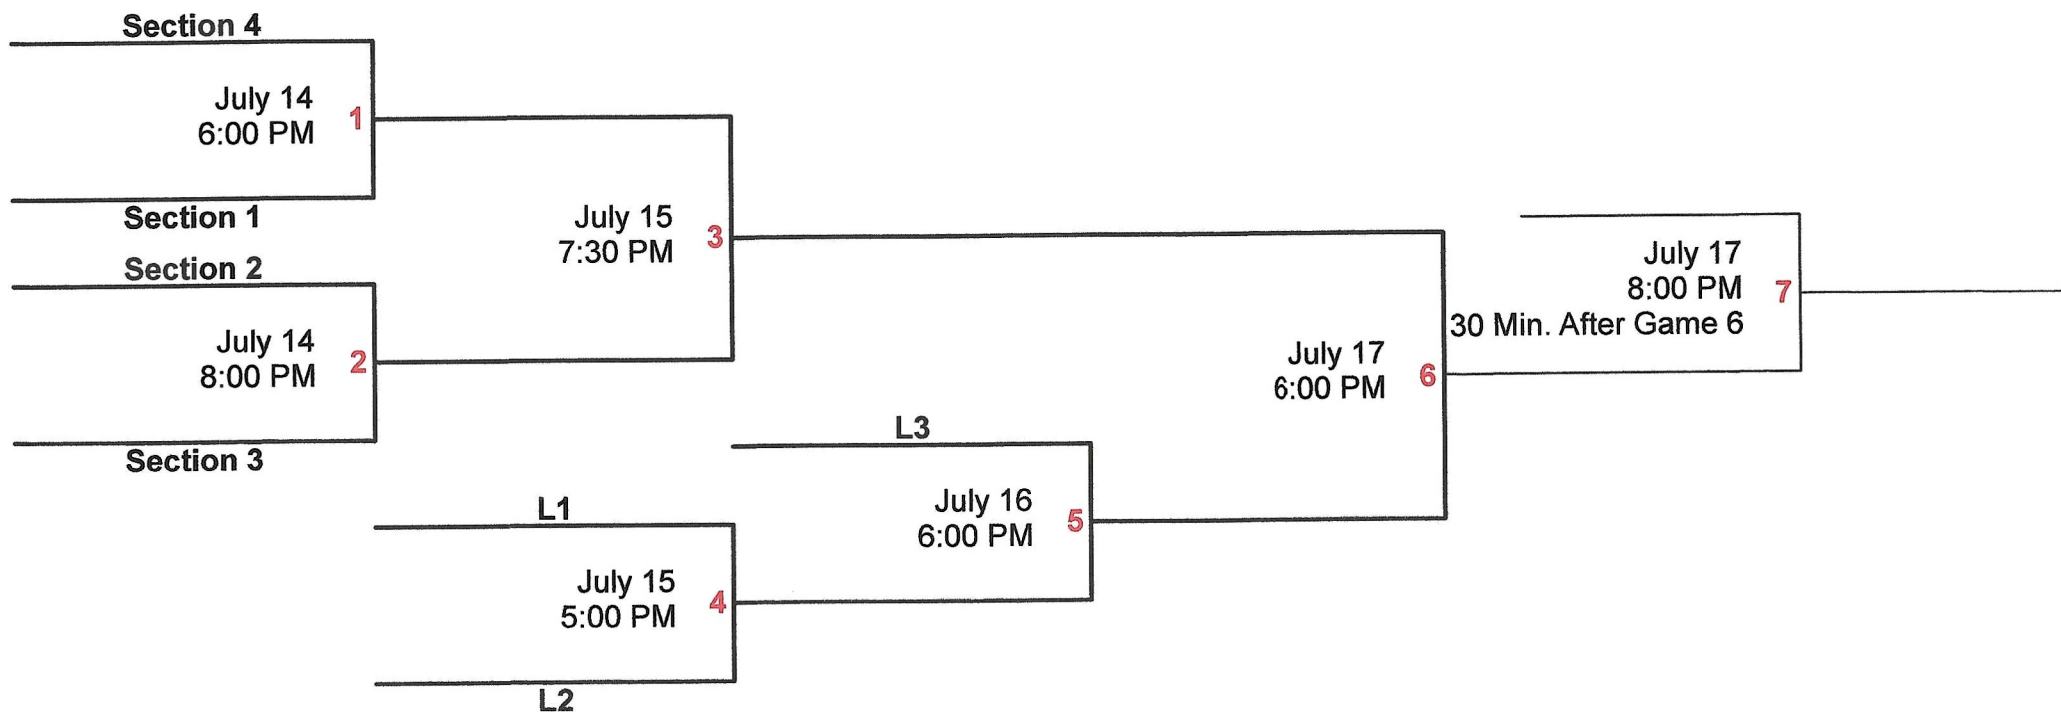 Section 4
July 14
6:00 PM
1
Section 1
Section 2
July 14
8:00 PM
2
Section 3
July 15
7:30 PM
3
L1
July 15
5:00 PM
4
L2
L3
July 16
6:00 PM
5
July 17
6:00 PM
6
July 17
8:00 PM
30 Min. After Game 6
7